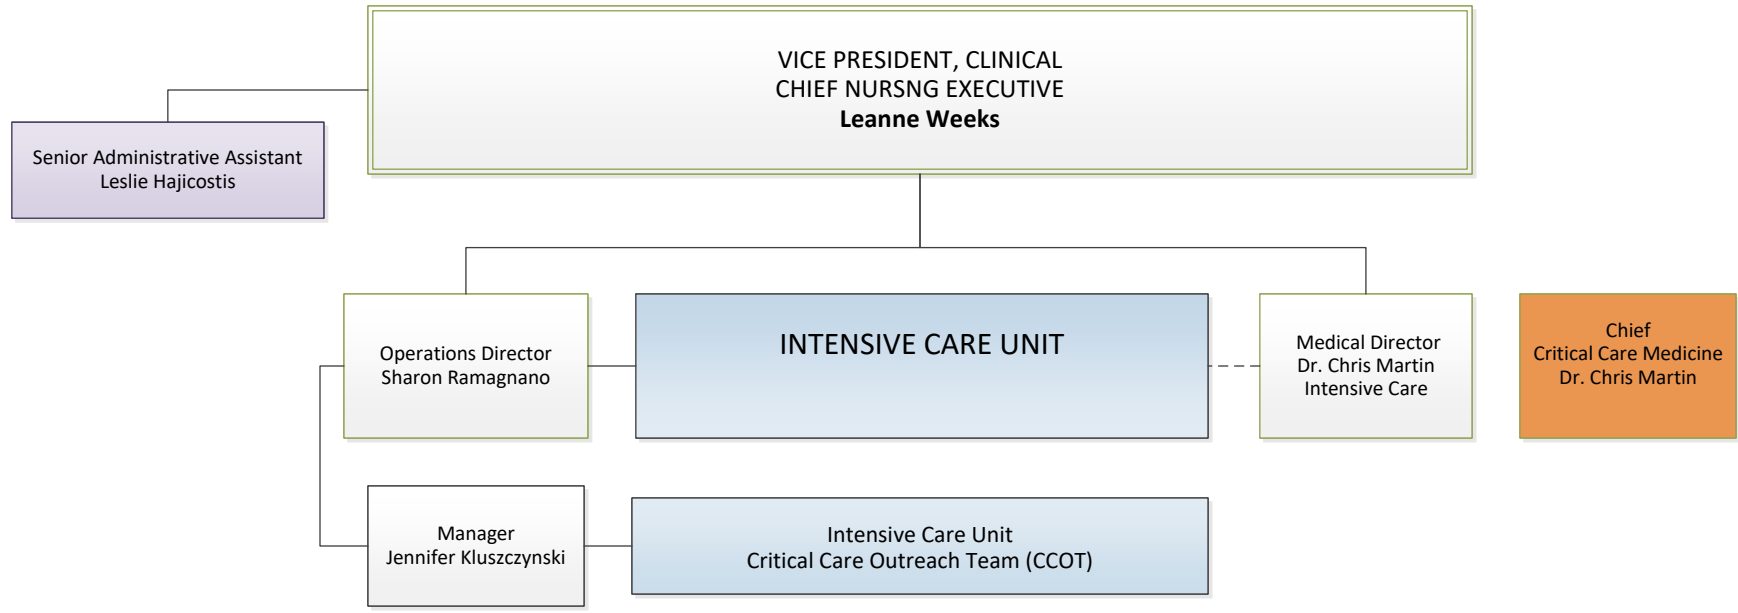 VICE PRESIDENT, CLINICAL
CHIEF NURSNG EXECUTIVE
Leanne Weeks
Senior Administrative Assistant
Leslie Hajicostis
Operations Director
Sharon Ramagnano
INTENSIVE CARE UNIT
Medical Director
Dr. Chris Martin
Intensive Care
Chief
Critical Care Medicine
Dr. Chris Martin
Manager
Jennifer Kluszczynski
Intensive Care Unit
Critical Care Outreach Team (CCOT)